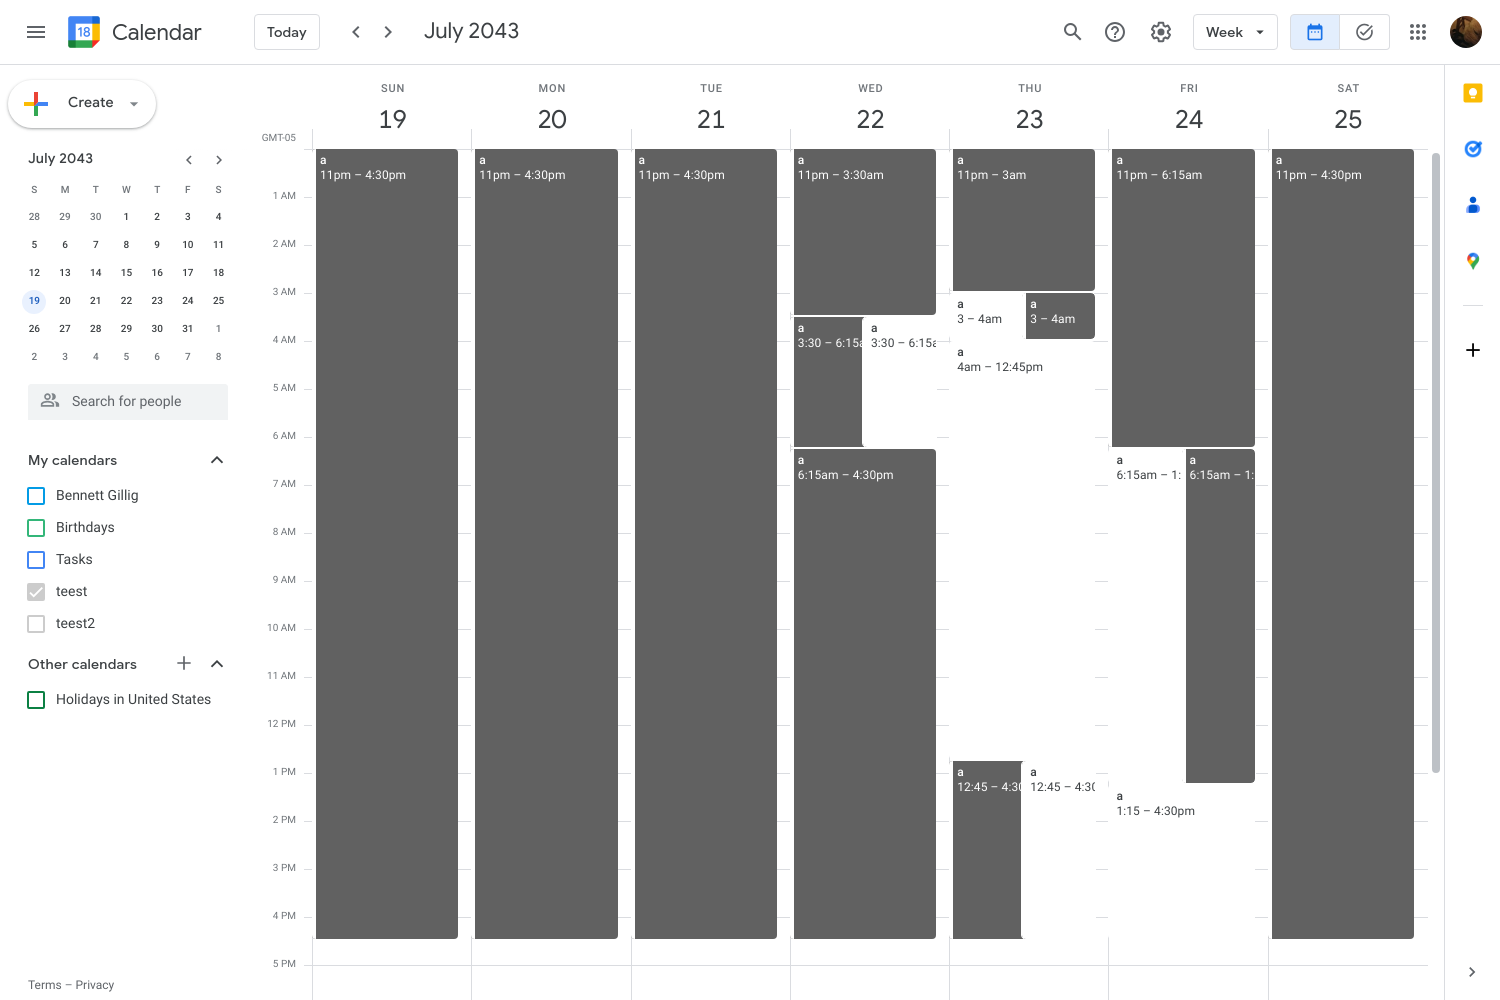 18 Calendar
Today
July 2043
Week
Create
July 2043
S M T W T F S
28 29 30 1 2 3 4
5 6 7 8 9 10 11
12 13 14 15 16 17 18
19 20 21 22 23 24 25
26 27 28 29 30 31 1
2 3 4 5 6 7 8
Search for people
My calendars
Bennett Gillig
Birthdays
Tasks
teest
teest2
Other calendars
Holidays in United States
Terms – Privacy
SUN MON TUE WED THU FRI SAT
19 20 21 22 23 24 25
GMT-05
1 AM
2 AM
3 AM
4 AM
5 AM
6 AM
7 AM
8 AM
9 AM
10 AM
11 AM
12 PM
1 PM
2 PM
3 PM
4 PM
5 PM
a
11pm – 4:30pm
a
11pm – 4:30pm
a
11pm – 4:30pm
a
11pm – 3:30am
a
3:30 – 6:15a
a
3:30 – 6:15a
a
6:15am – 4:30pm
a
11pm – 3am
a
3 – 4am
a
3 – 4am
a
4am – 12:45pm
a
12:45 – 4:30
a
12:45 – 4:30
a
11pm – 6:15am
a
6:15am – 1:
a
6:15am – 1:
a
1:15 – 4:30pm
a
11pm – 4:30pm